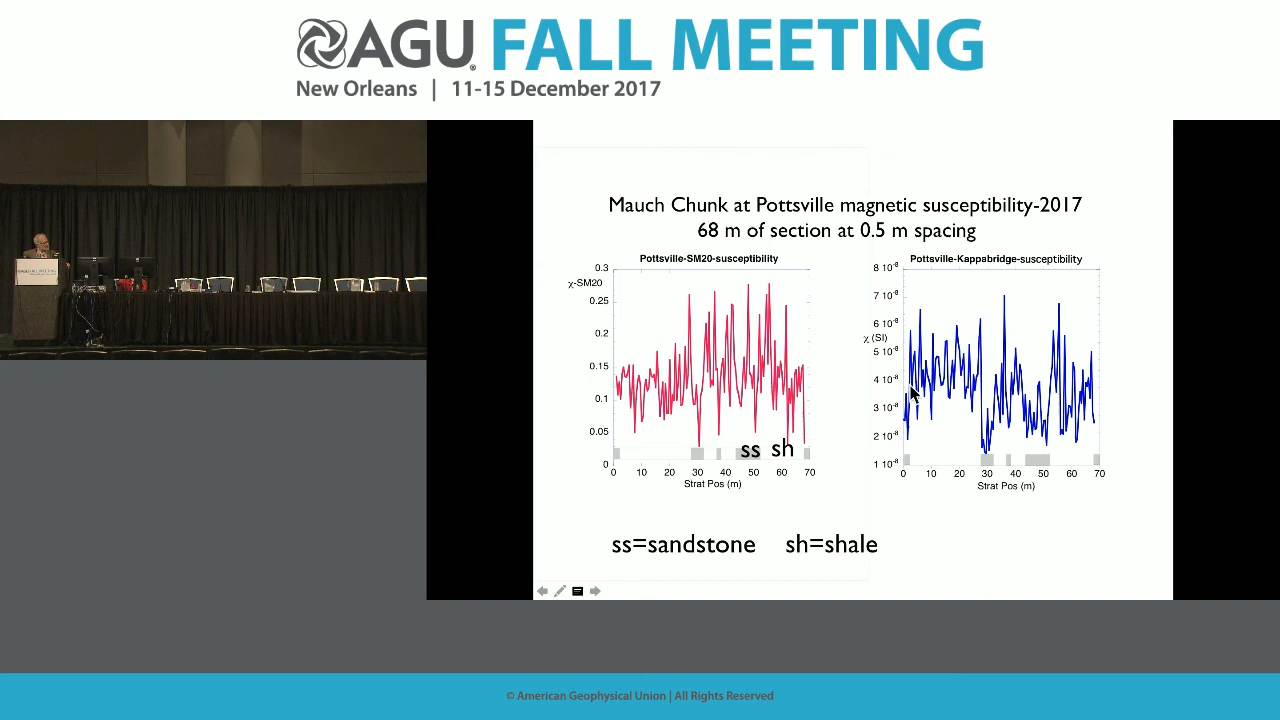 AGU FALL MEETING
New Orleans | 11-15 December 2017
AGU FALL MEETING
Mauch Chunk at Pottsville magnetic susceptibility-2017
68 m of section at 0.5 m spacing
Pottsville-SM20-susceptibility
χ-SM20
0.3
0.25
0.2
0.15
0.1
0.05
0
ss sh
0 10 20 30 40 50 60 70
Strat Pos (m)
Pottsville-Kappabridge-susceptibility
χ (SI)
8 10⁻⁸
7 10⁻⁸
6 10⁻⁸
5 10⁻⁸
4 10⁻⁸
3 10⁻⁸
2 10⁻⁸
1 10⁻⁸
0 10 20 30 40 50 60 70
Strat Pos (m)
ss=sandstone sh=shale
© American Geophysical Union | All Rights Reserved